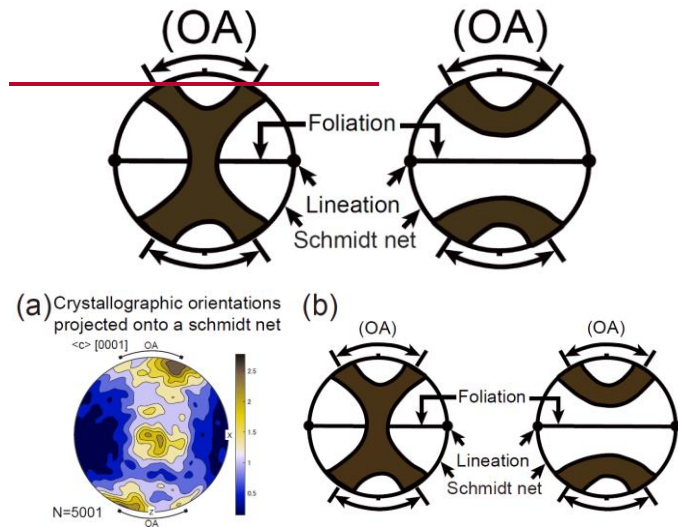 (OA) (OA)
Foliation
Lineation
Schmidt net
(a) Crystallographic orientations
projected onto a schmidt net
<c> [0001]
OA
2.5
2
1.5
1
0.5
X
Z
OA
N=5001
(b)
(OA) (OA)
Foliation
Lineation
Schmidt net